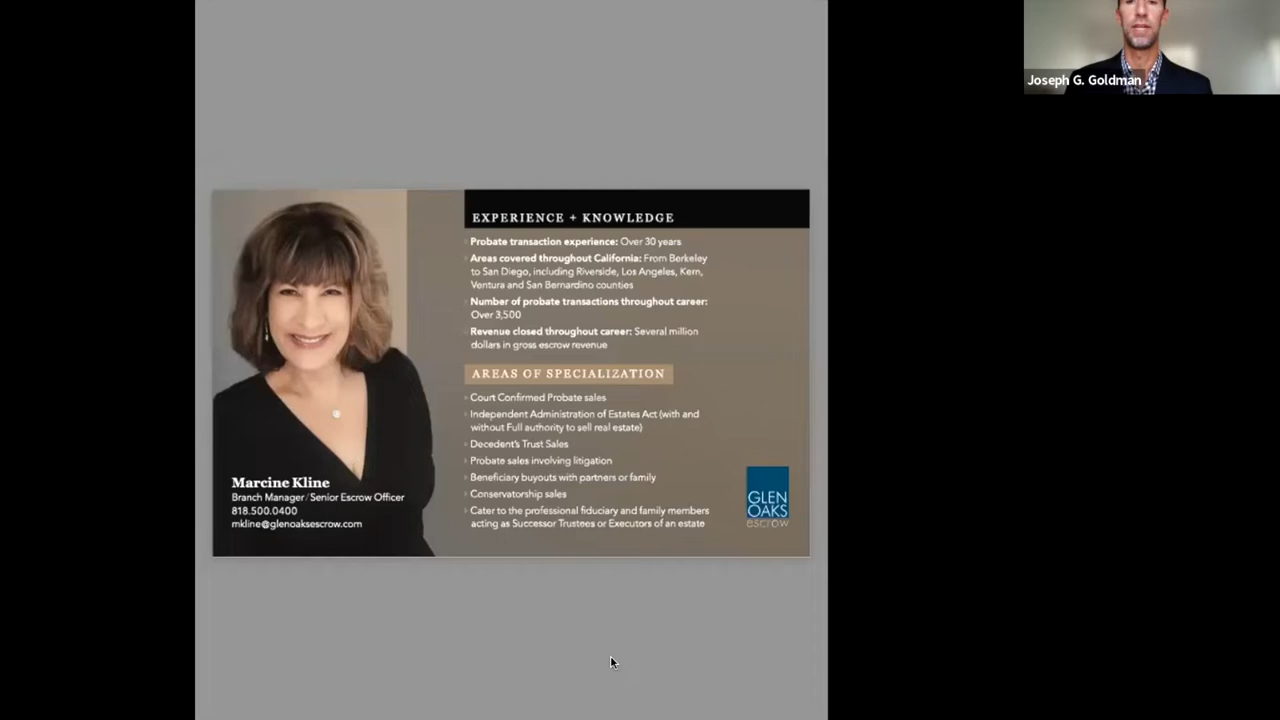 Joseph G. Goldman
EXPERIENCE + KNOWLEDGE
Probate transaction experience: Over 30 years
Areas covered throughout California: From Berkeley
to San Diego, including Riverside, Los Angeles, Kern,
Ventura and San Bernardino counties
Number of probate transactions throughout career:
Over 3,500
Revenue closed throughout career: Several million
dollars in gross escrow revenue
AREAS OF SPECIALIZATION
Court Confirmed Probate sales
Independent Administration of Estates Act (with and
without Full authority to sell real estate)
Decedent's Trust Sales
Probate sales involving litigation
Beneficiary buyouts with partners or family
Conservatorship sales
Cater to the professional fiduciary and family members
acting as Successor Trustees or Executors of an estate
Marcine Kline
Branch Manager/Senior Escrow Officer
818.500.0400
mkline@glenoaksescrow.com
GLEN
OAKS
escrow